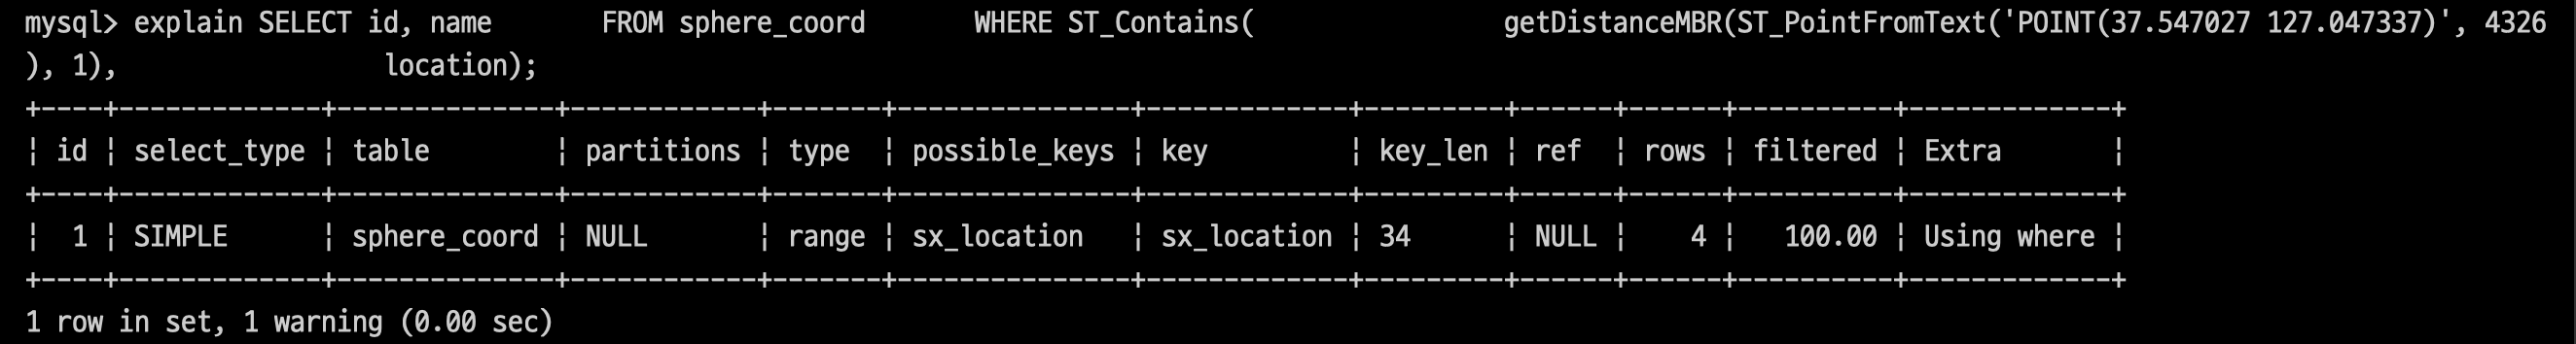 mysql> explain SELECT id, name       FROM sphere_coord       WHERE ST_Contains(                getDistanceMBR(ST_PointFromText('POINT(37.547027 127.047337)', 4326
), 1),                 location);
+----+-------------+--------------+------------+-------+---------------+-------------+---------+------+------+----------+-------------+
| id | select_type | table        | partitions | type  | possible_keys | key         | key_len | ref  | rows | filtered | Extra       |
+----+-------------+--------------+------------+-------+---------------+-------------+---------+------+------+----------+-------------+
|  1 | SIMPLE      | sphere_coord | NULL       | range | sx_location   | sx_location | 34      | NULL |    4 |   100.00 | Using where |
+----+-------------+--------------+------------+-------+---------------+-------------+---------+------+------+----------+-------------+
1 row in set, 1 warning (0.00 sec)